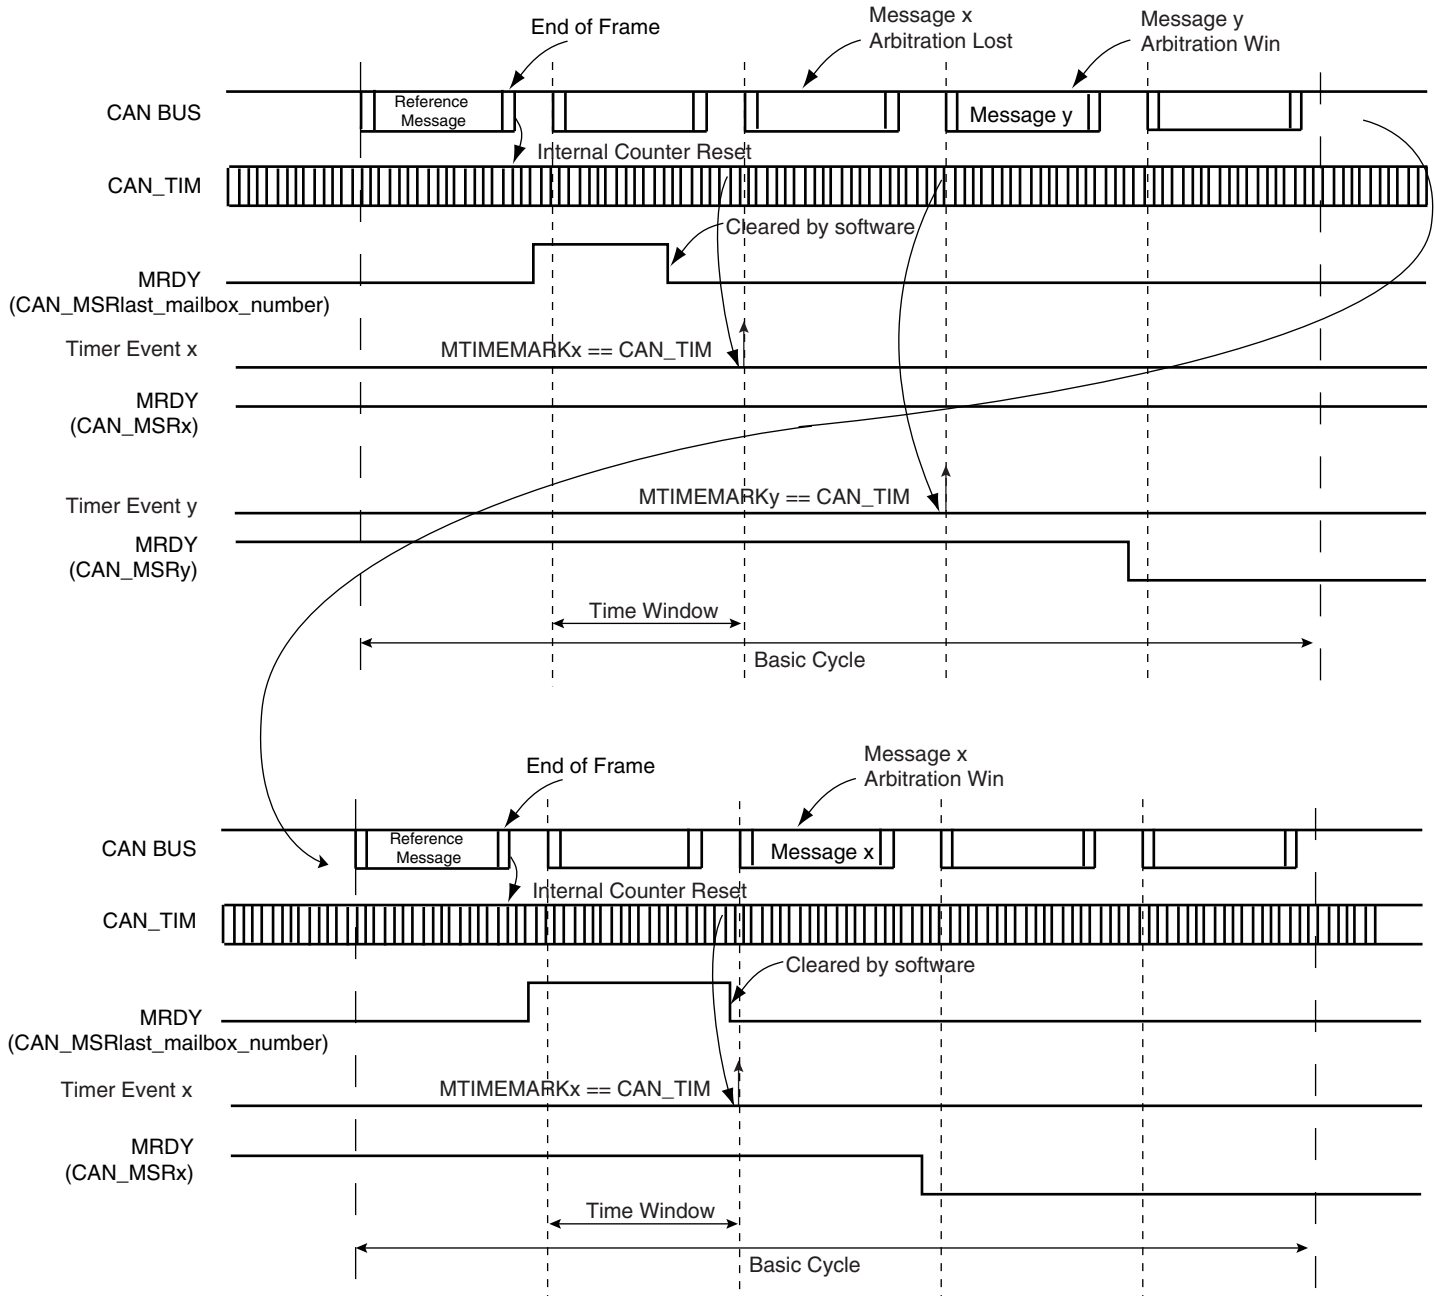 End of Frame
Message x
Arbitration Lost
Message y
Arbitration Win
CAN BUS
Reference
Message
Message y
Internal Counter Reset
CAN_TIM
Cleared by software
MRDY
(CAN_MSRlast_mailbox_number)
Timer Event x
MTIMEMARKx == CAN_TIM
MRDY
(CAN_MSRx)
Timer Event y
MTIMEMARKy == CAN_TIM
MRDY
(CAN_MSRy)
Time Window
Basic Cycle
End of Frame
Message x
Arbitration Win
CAN BUS
Reference
Message
Message x
Internal Counter Reset
CAN_TIM
Cleared by software
MRDY
(CAN_MSRlast_mailbox_number)
Timer Event x
MTIMEMARKx == CAN_TIM
MRDY
(CAN_MSRx)
Time Window
Basic Cycle